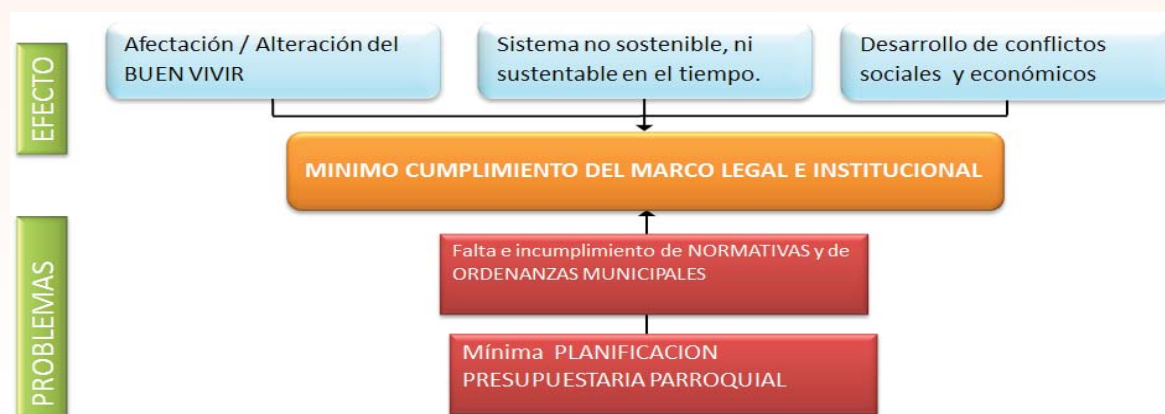 EFECTO
Afectación / Alteración del
BUEN VIVIR
Sistema no sostenible, ni
sustentable en el tiempo.
Desarrollo de conflictos
sociales y económicos
MINIMO CUMPLIMIENTO DEL MARCO LEGAL E INSTITUCIONAL
PROBLEMAS
Falta e incumplimiento de NORMATIVAS y de
ORDENANZAS MUNICIPALES
Mínima PLANIFICACION
PRESUPUESTARIA PARROQUIAL